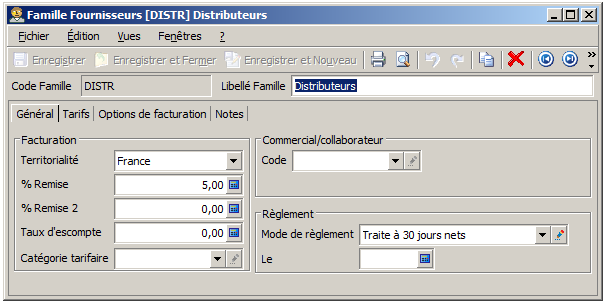 Famille Fournisseurs [DISTR] Distributeurs
Fichier Édition Vues Fenêtres ?
Enregistrer Enregistrer et Fermer Enregistrer et Nouveau
Code Famille DISTR Libellé Famille Distributeurs
Général Tarifs Options de facturation Notes
Facturation
Territorialité France
% Remise 5,00
% Remise 2 0,00
Taux d'escompte 0,00
Catégorie tarifaire
Commercial/collaborateur
Code
Règlement
Mode de règlement Traite à 30 jours nets
Le